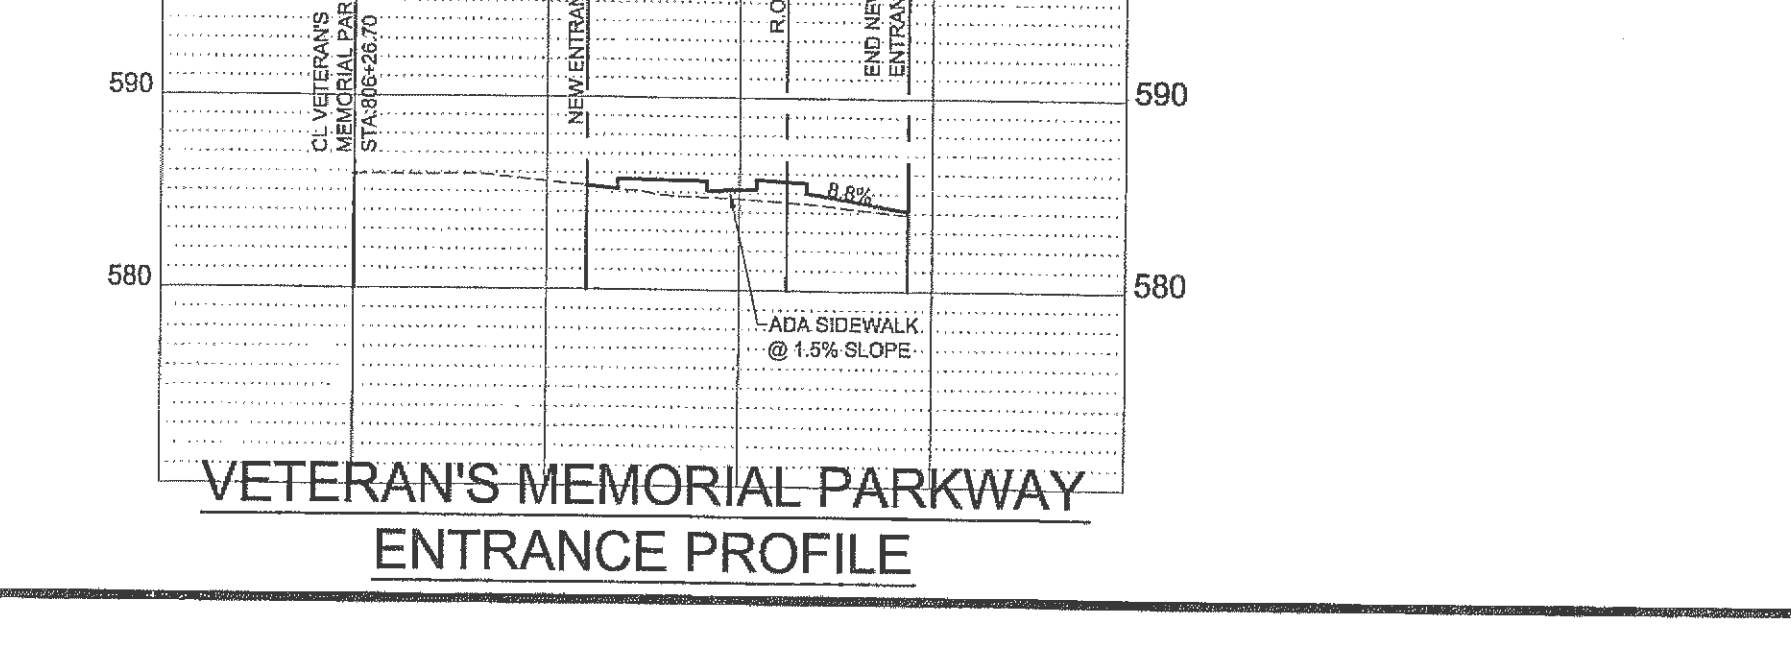 CL VETERAN'S
MEMORIAL PAR
STA:806+26.70
NEW ENTRAN
R.O
END NEW
ENTRAN
590
590
8.8%
580
580
ADA SIDEWALK
@ 1.5% SLOPE
VETERAN'S MEMORIAL PARKWAY
ENTRANCE PROFILE